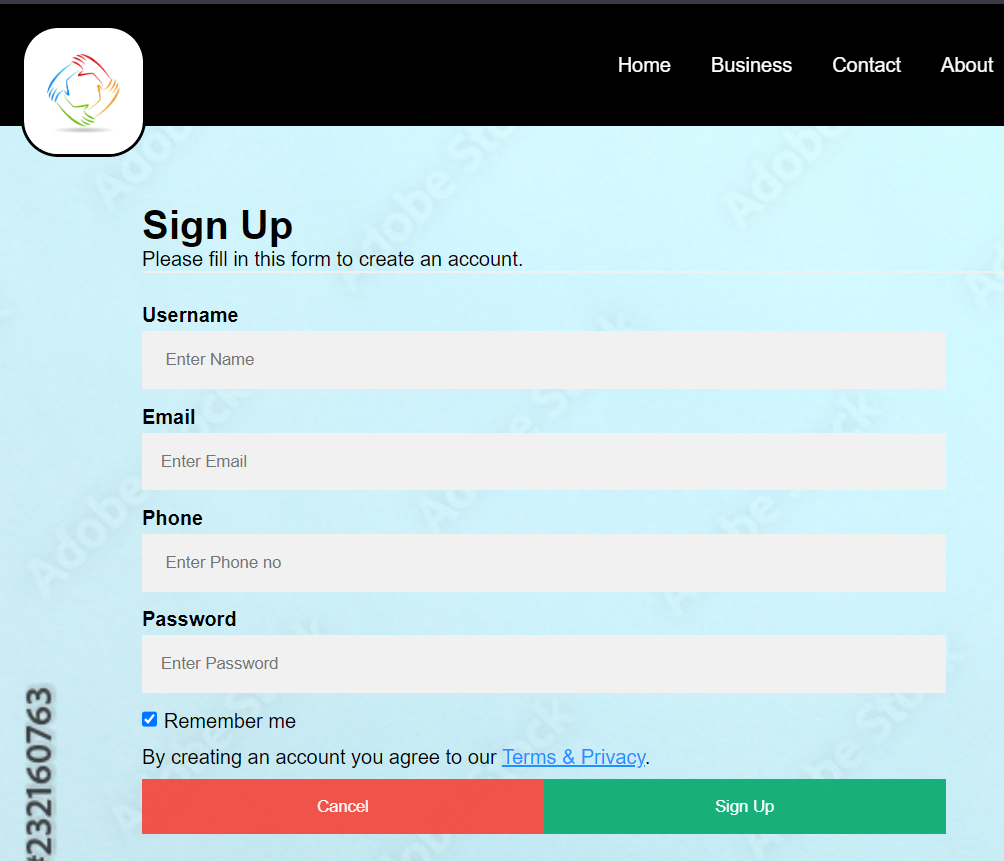 Home Business Contact About
Sign Up
Please fill in this form to create an account.
Username
Enter Name
Email
Enter Email
Phone
Enter Phone no
Password
Enter Password
Remember me
By creating an account you agree to our Terms & Privacy.
Cancel Sign Up
#232160763
Adobe Stock